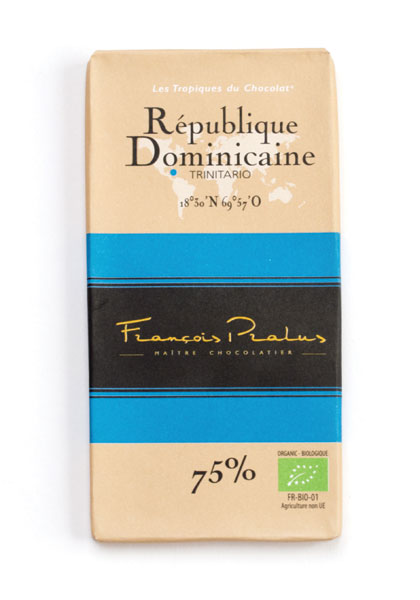 Les Tropiques du Chocolat®
République
Dominicaine
TRINITARIO
18°30'N 69°57'O
François Pralus
MAÎTRE CHOCOLATIER
75%
ORGANIC - BIOLOGIQUE
FR-BIO-01
Agriculture non UE